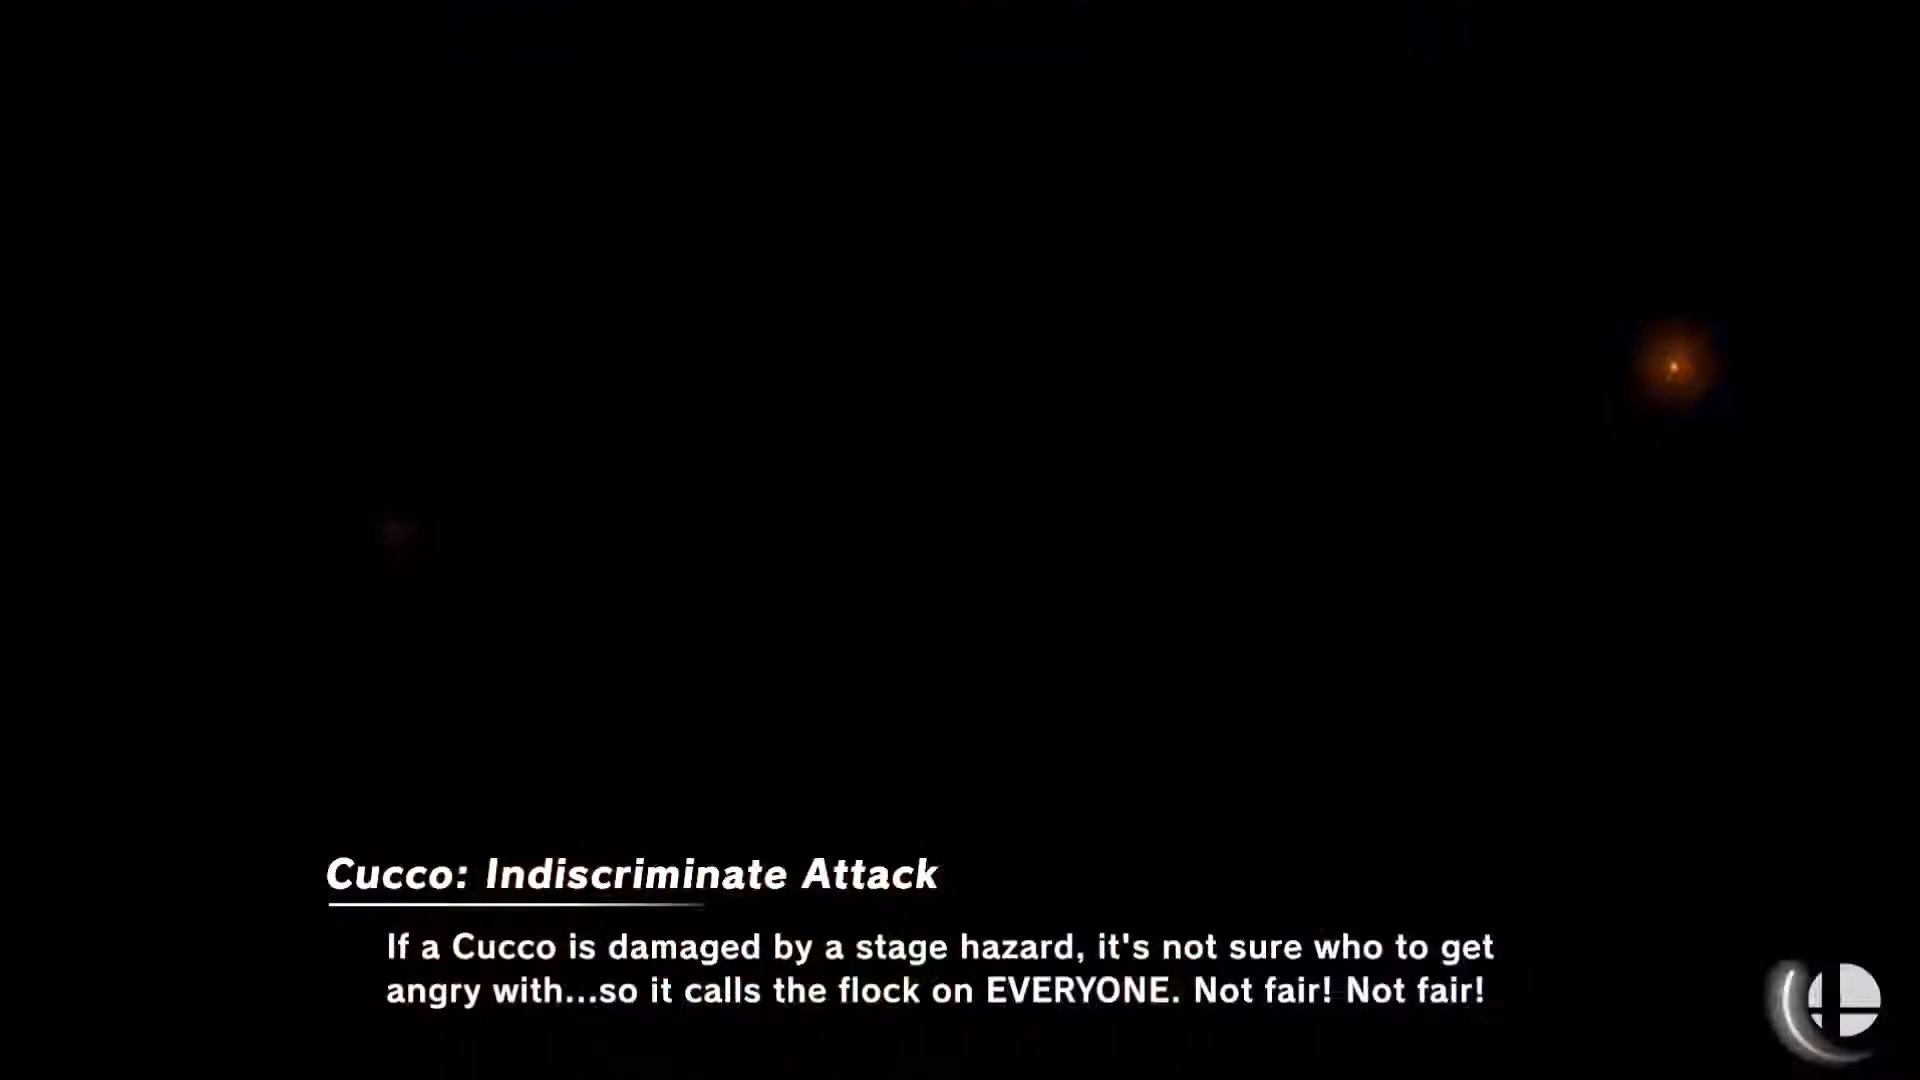 Cucco: Indiscriminate Attack
If a Cucco is damaged by a stage hazard, it's not sure who to get
angry with...so it calls the flock on EVERYONE. Not fair! Not fair!